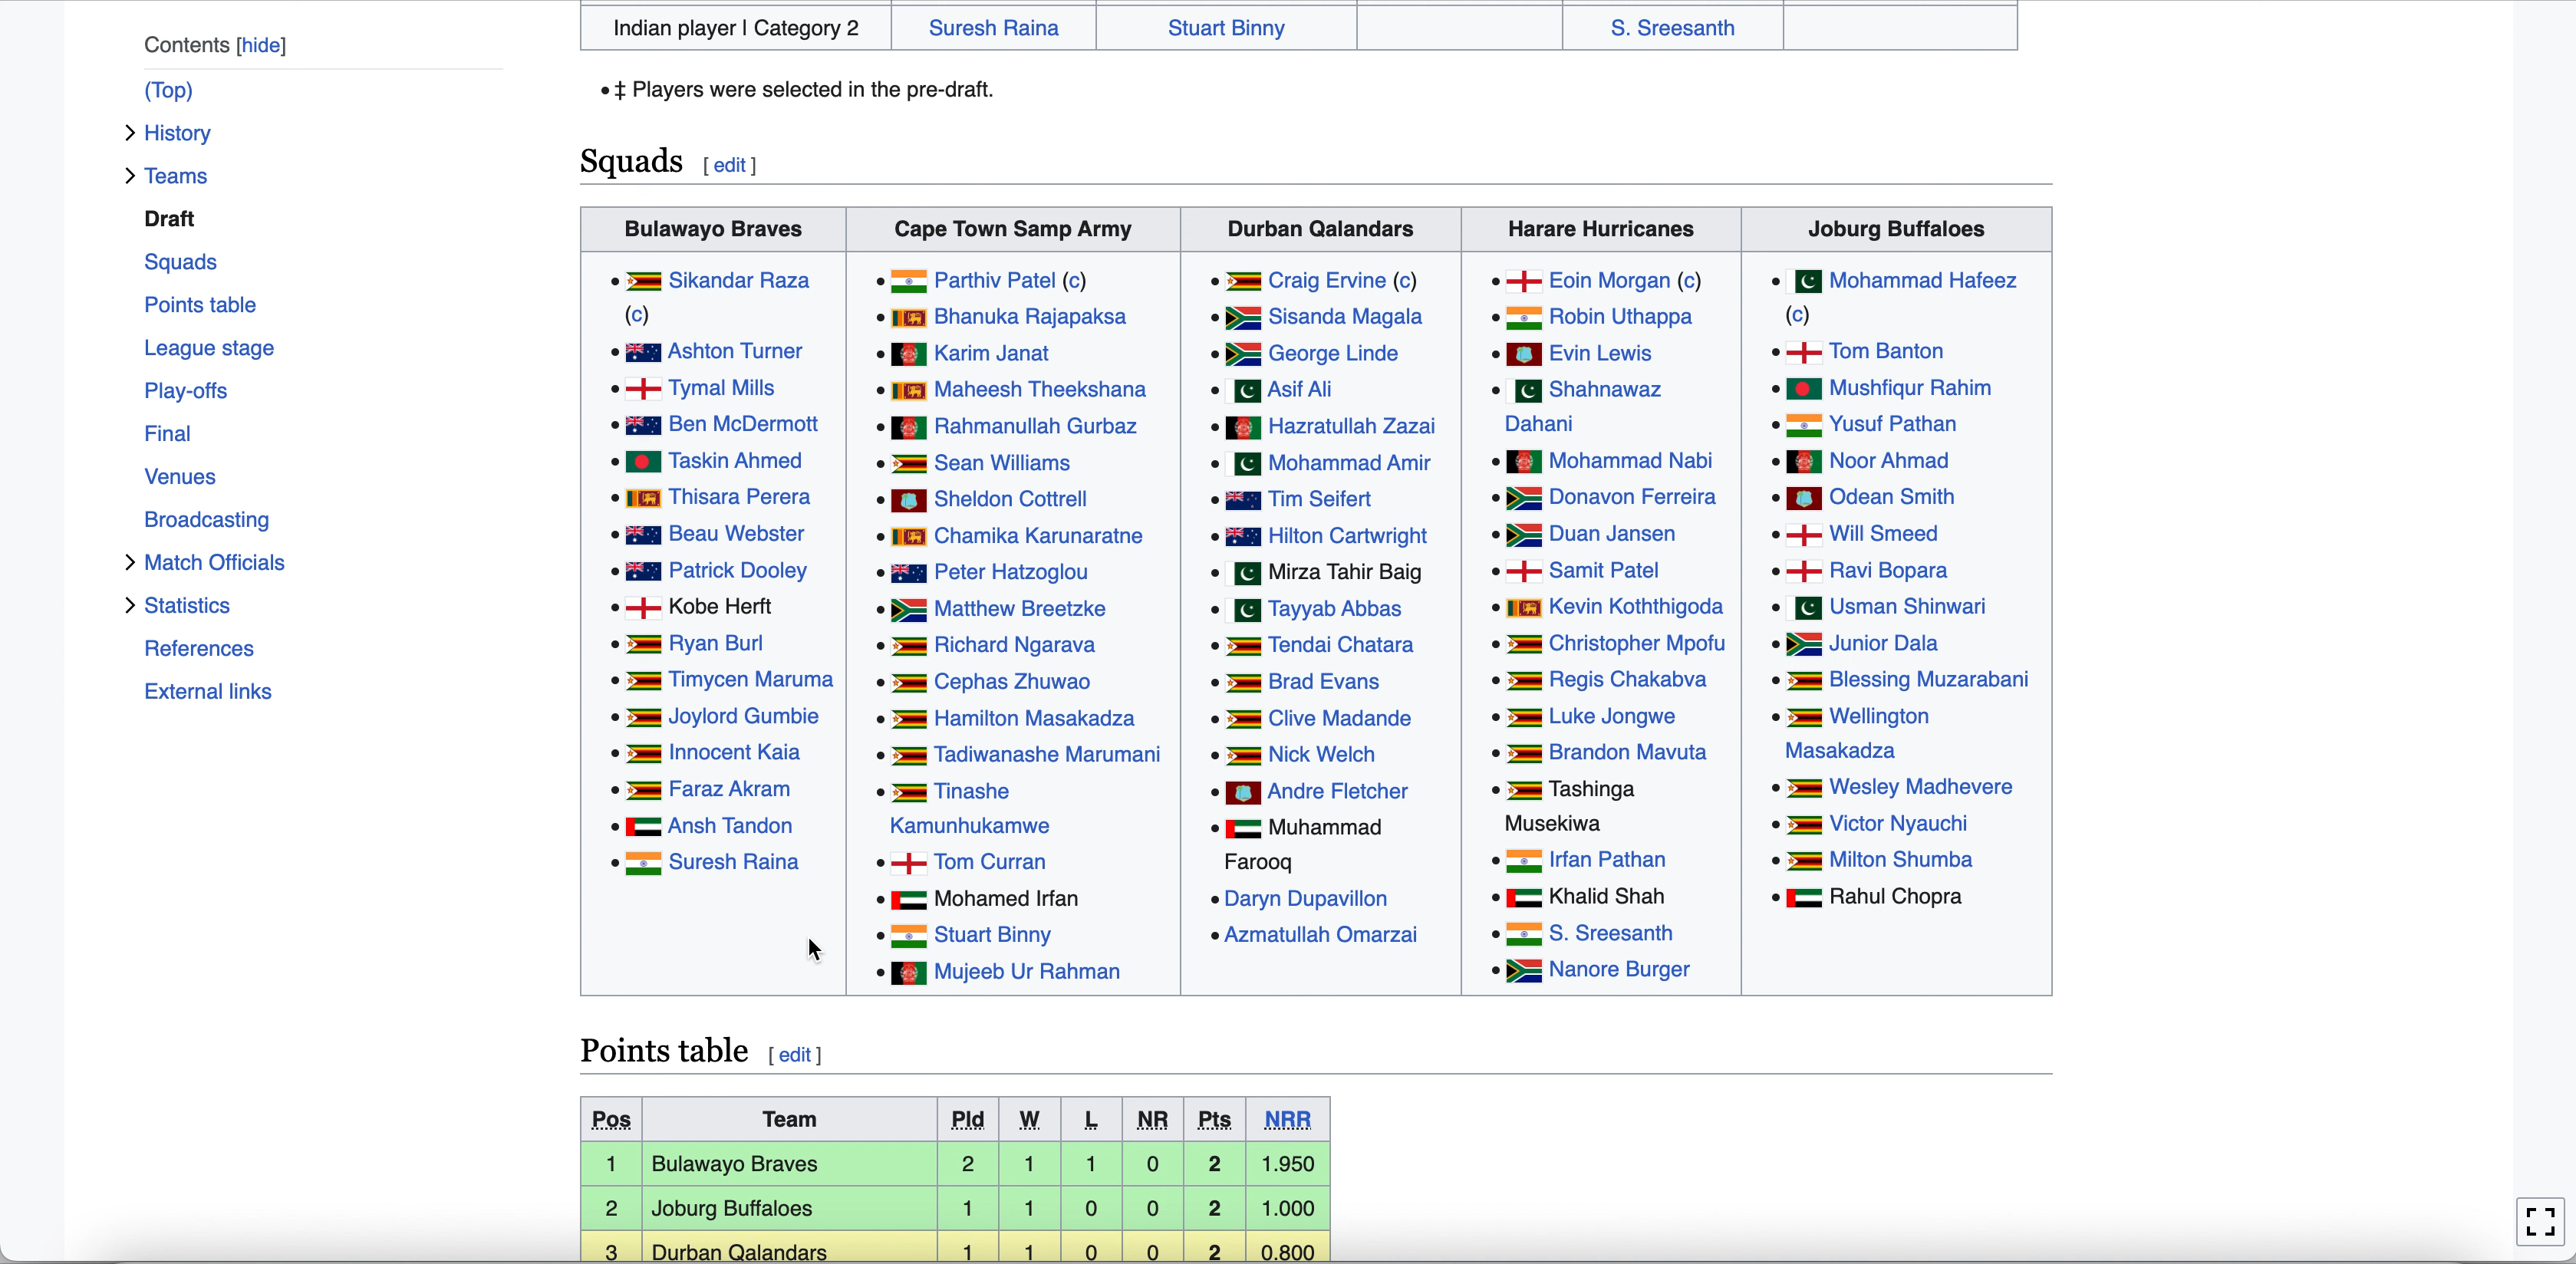 Contents [hide]
(Top)
History
Teams
Draft
Squads
Points table
League stage
Play-offs
Final
Venues
Broadcasting
Match Officials
Statistics
References
External links
Indian player I Category 2 Suresh Raina Stuart Binny S. Sreesanth
• ‡ Players were selected in the pre-draft.
Squads [ edit ]
Bulawayo Braves
Sikandar Raza
(c)
Ashton Turner
Tymal Mills
Ben McDermott
Taskin Ahmed
Thisara Perera
Beau Webster
Patrick Dooley
Kobe Herft
Ryan Burl
Timycen Maruma
Joylord Gumbie
Innocent Kaia
Faraz Akram
Ansh Tandon
Suresh Raina
Cape Town Samp Army
Parthiv Patel (c)
Bhanuka Rajapaksa
Karim Janat
Maheesh Theekshana
Rahmanullah Gurbaz
Sean Williams
Sheldon Cottrell
Chamika Karunaratne
Peter Hatzoglou
Matthew Breetzke
Richard Ngarava
Cephas Zhuwao
Hamilton Masakadza
Tadiwanashe Marumani
Tinashe
Kamunhukamwe
Tom Curran
Mohamed Irfan
Stuart Binny
Mujeeb Ur Rahman
Durban Qalandars
Craig Ervine (c)
Sisanda Magala
George Linde
Asif Ali
Hazratullah Zazai
Mohammad Amir
Tim Seifert
Hilton Cartwright
Mirza Tahir Baig
Tayyab Abbas
Tendai Chatara
Brad Evans
Clive Madande
Nick Welch
Andre Fletcher
Muhammad
Farooq
Daryn Dupavillon
Azmatullah Omarzai
Harare Hurricanes
Eoin Morgan (c)
Robin Uthappa
Evin Lewis
Shahnawaz
Dahani
Mohammad Nabi
Donavon Ferreira
Duan Jansen
Samit Patel
Kevin Koththigoda
Christopher Mpofu
Regis Chakabva
Luke Jongwe
Brandon Mavuta
Tashinga
Musekiwa
Irfan Pathan
Khalid Shah
S. Sreesanth
Nanore Burger
Joburg Buffaloes
Mohammad Hafeez
(c)
Tom Banton
Mushfiqur Rahim
Yusuf Pathan
Noor Ahmad
Odean Smith
Will Smeed
Ravi Bopara
Usman Shinwari
Junior Dala
Blessing Muzarabani
Wellington
Masakadza
Wesley Madhevere
Victor Nyauchi
Milton Shumba
Rahul Chopra
Points table [ edit ]
Pos Team Pld W L NR Pts NRR
1 Bulawayo Braves 2 1 1 0 2 1.950
2 Joburg Buffaloes 1 1 0 0 2 1.000
3 Durban Qalandars 1 1 0 0 2 0.800